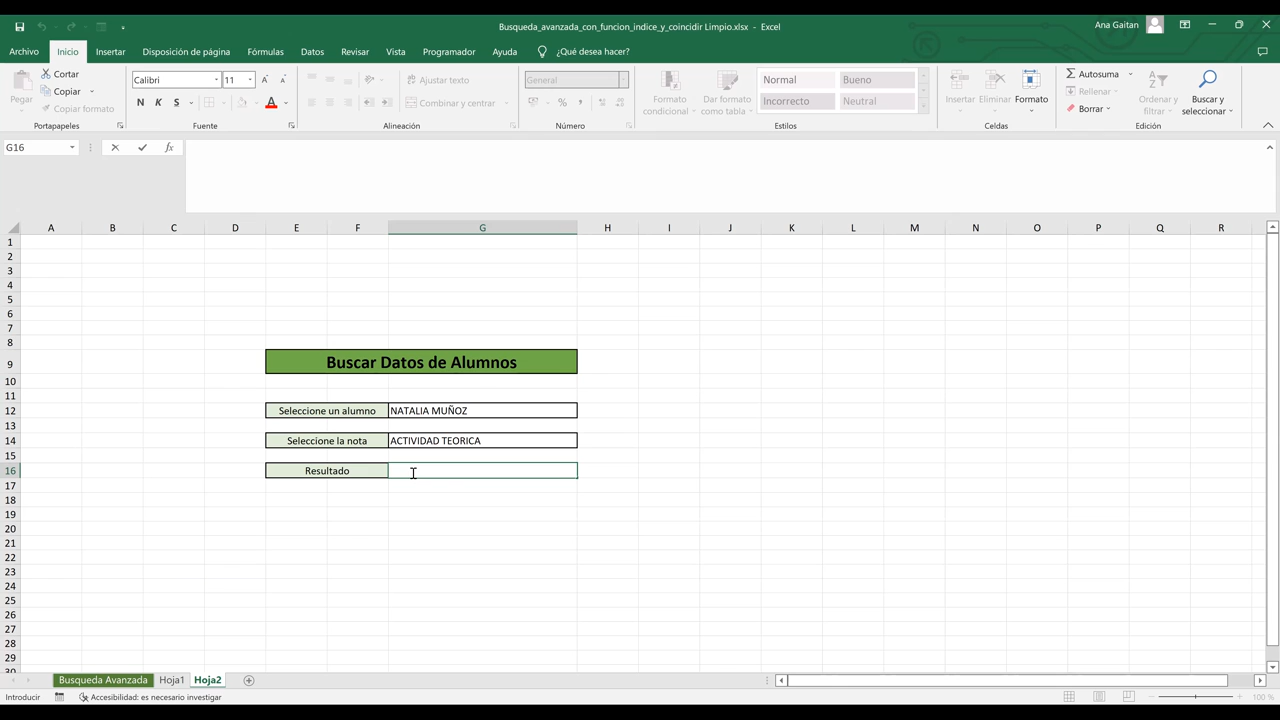 Busqueda_avanzada_con_funcion_indice_y_coincidir Limpio.xlsx - Excel
Ana Gaitan
Archivo Inicio Insertar Disposición de página Fórmulas Datos Revisar Vista Programador Ayuda ¿Qué desea hacer?
Pegar
Cortar
Copiar
Copiar formato
Portapapeles
Calibri 11
N K S
Fuente
Ajustar texto
Combinar y centrar
Alineación
General
% 000
Número
Formato condicional
Dar formato como tabla
Normal Bueno
Incorrecto Neutral
Estilos
Insertar Eliminar Formato
Celdas
Autosuma
Rellenar
Borrar
Ordenar y filtrar
Buscar y seleccionar
Edición
G16 fx
A B C D E F G H I J K L M N O P Q R
1
2
3
4
5
6
7
8
9 Buscar Datos de Alumnos
10
11
12 Seleccione un alumno NATALIA MUÑOZ
13
14 Seleccione la nota ACTIVIDAD TEORICA
15
16 Resultado
17
18
19
20
21
22
23
24
25
26
27
28
29
30
Busqueda Avanzada Hoja1 Hoja2
Introducir Accesibilidad: es necesario investigar 100 %